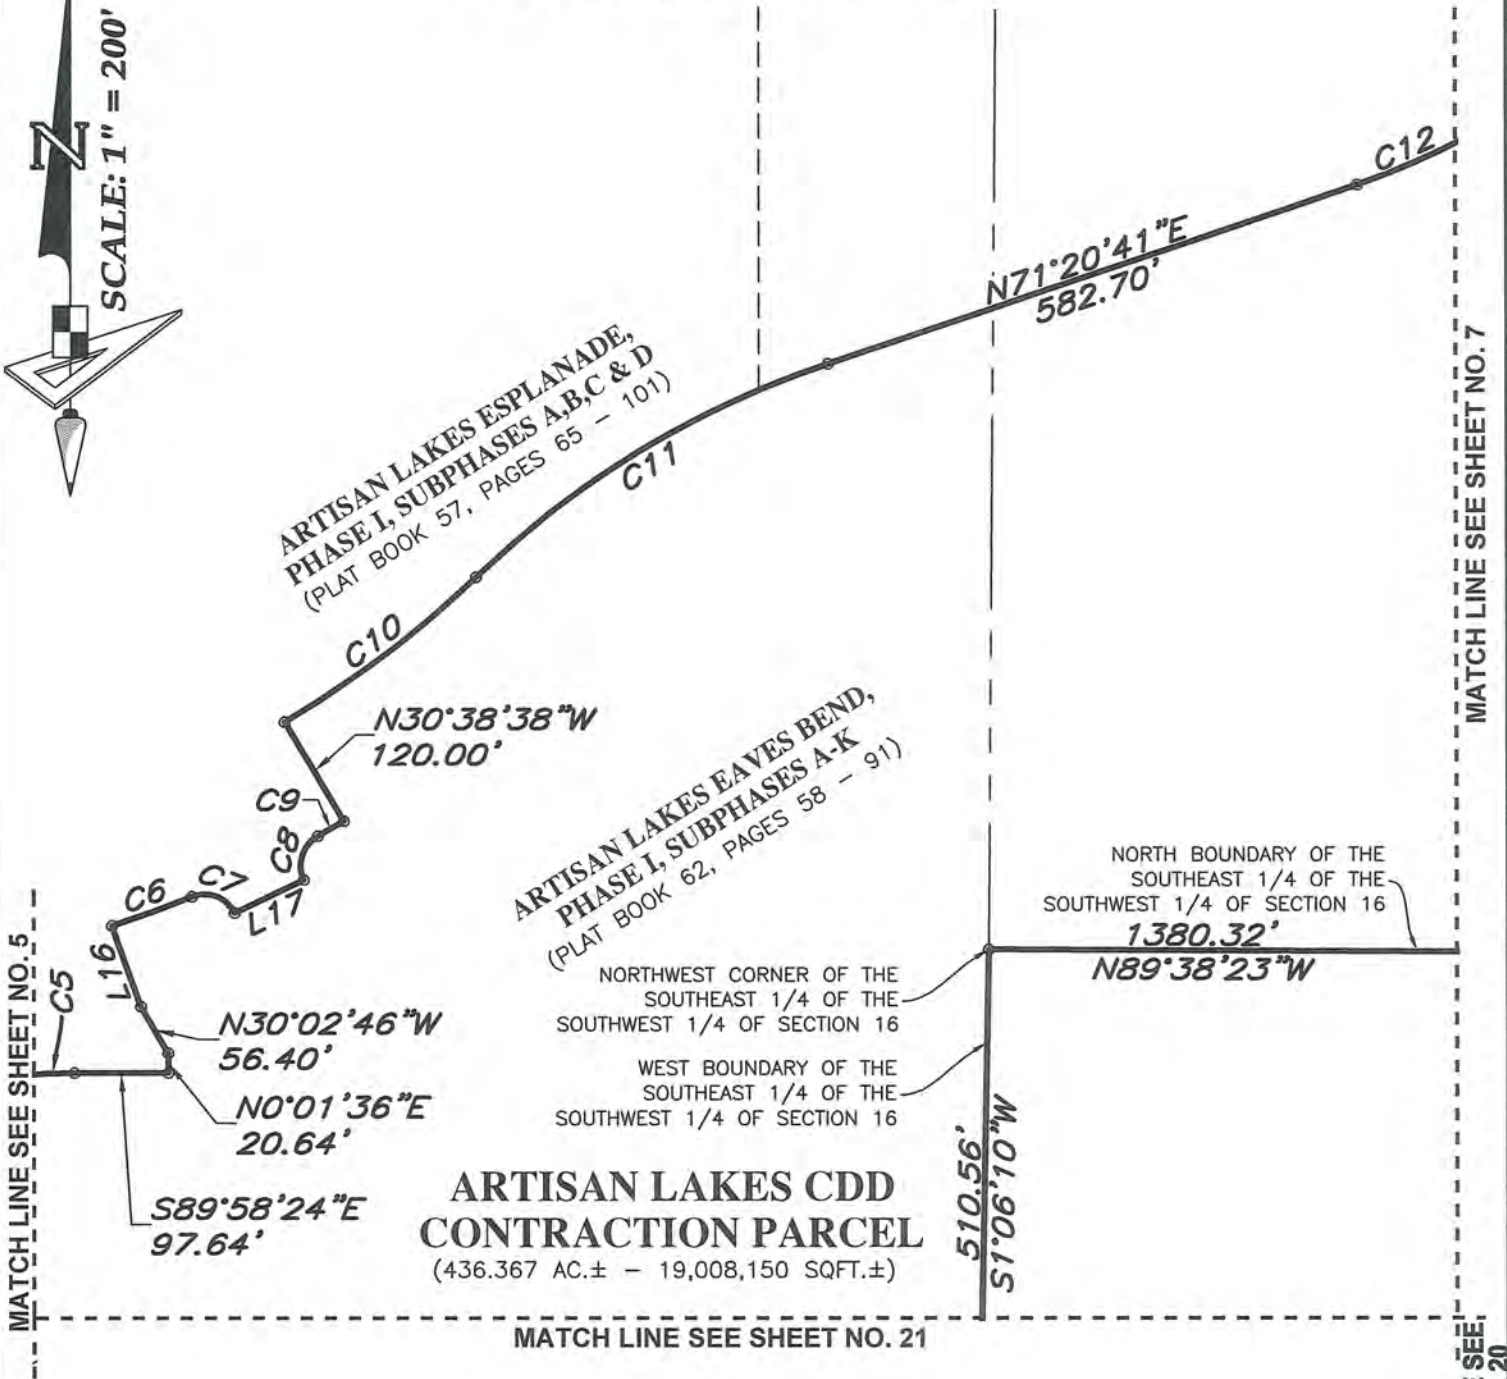 N
SCALE: 1" = 200'
C12
N71°20'41"E
582.70'
MATCH LINE SEE SHEET NO. 7
ARTISAN LAKES ESPLANADE,
PHASE I, SUBPHASES A,B,C & D
(PLAT BOOK 57, PAGES 65 - 101)
C11
C10
N30°38'38"W
120.00'
C9
C8
C7
C6
L17
L16
C5
ARTISAN LAKES EAVES BEND,
PHASE I, SUBPHASES A-K
(PLAT BOOK 62, PAGES 58 - 91)
NORTH BOUNDARY OF THE
SOUTHEAST 1/4 OF THE
SOUTHWEST 1/4 OF SECTION 16
1380.32'
N89°38'23"W
NORTHWEST CORNER OF THE
SOUTHEAST 1/4 OF THE
SOUTHWEST 1/4 OF SECTION 16
WEST BOUNDARY OF THE
SOUTHEAST 1/4 OF THE
SOUTHWEST 1/4 OF SECTION 16
N30°02'46"W
56.40'
N0°01'36"E
20.64'
S89°58'24"E
97.64'
510.56'
S1°06'10"W
ARTISAN LAKES CDD
CONTRACTION PARCEL
(436.367 AC.± - 19,008,150 SQFT.±)
MATCH LINE SEE SHEET NO. 5
MATCH LINE SEE SHEET NO. 21
SEE
20